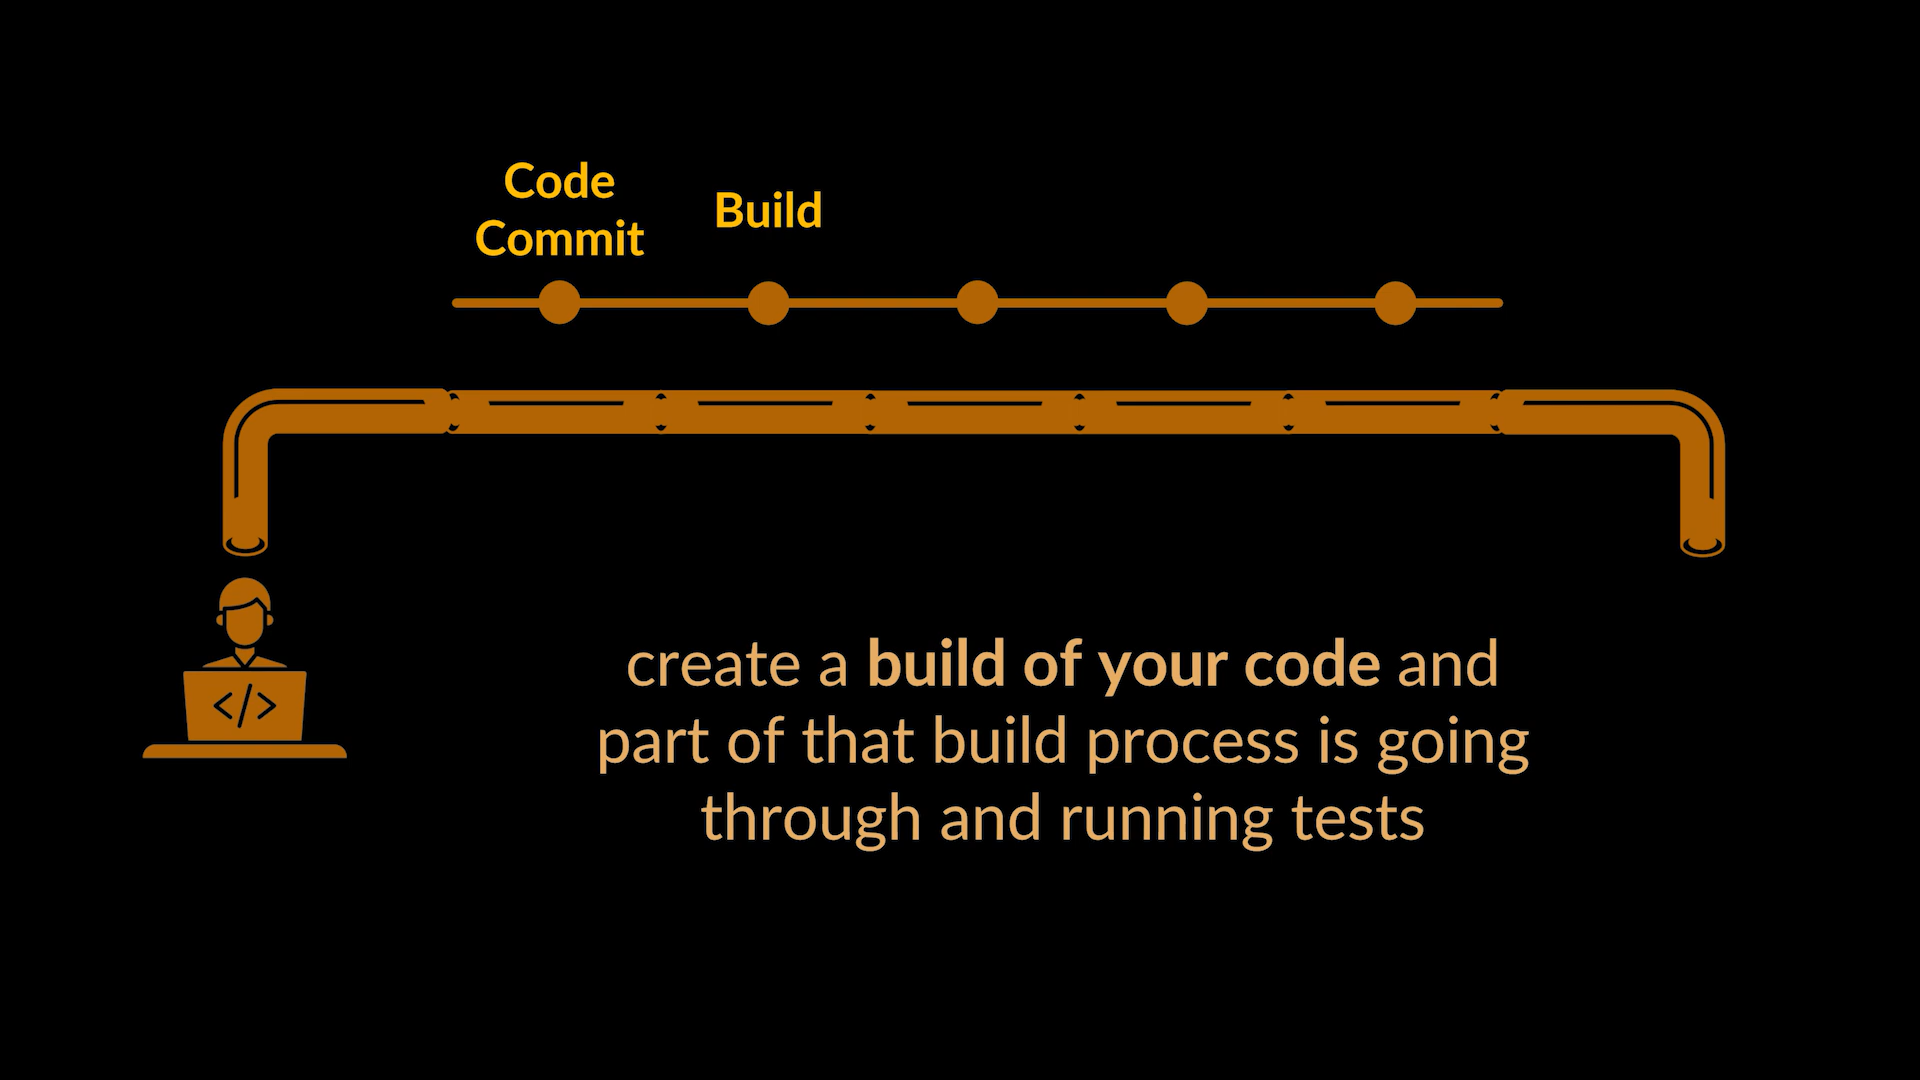 Code
Commit
Build
</>
create a build of your code and
part of that build process is going
through and running tests